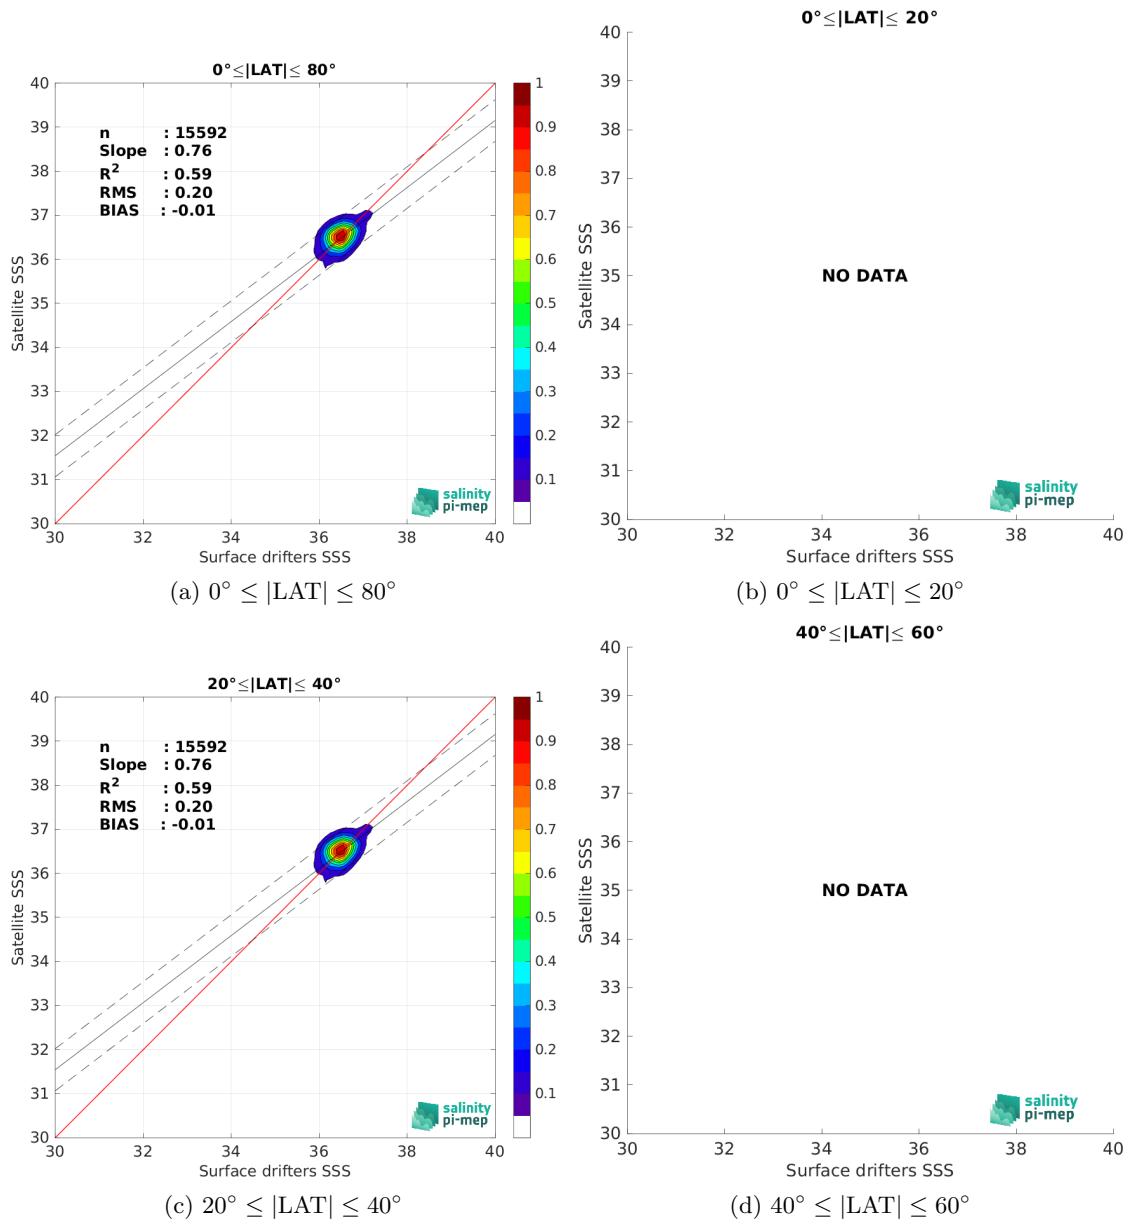 0°≤|LAT|≤ 80°
40
39
38
37
36
35
34
33
32
31
30
Satellite SSS
n : 15592
Slope : 0.76
R² : 0.59
RMS : 0.20
BIAS : -0.01
salinity
pi-mep
30 32 34 36 38 40
Surface drifters SSS
1
0.9
0.8
0.7
0.6
0.5
0.4
0.3
0.2
0.1
(a) 0° ≤ |LAT| ≤ 80°
0°≤|LAT|≤ 20°
40
39
38
37
36
35
34
33
32
31
30
Satellite SSS
NO DATA
salinity
pi-mep
30 32 34 36 38 40
Surface drifters SSS
(b) 0° ≤ |LAT| ≤ 20°
20°≤|LAT|≤ 40°
40
39
38
37
36
35
34
33
32
31
30
Satellite SSS
n : 15592
Slope : 0.76
R² : 0.59
RMS : 0.20
BIAS : -0.01
salinity
pi-mep
30 32 34 36 38 40
Surface drifters SSS
1
0.9
0.8
0.7
0.6
0.5
0.4
0.3
0.2
0.1
(c) 20° ≤ |LAT| ≤ 40°
40°≤|LAT|≤ 60°
40
39
38
37
36
35
34
33
32
31
30
Satellite SSS
NO DATA
salinity
pi-mep
30 32 34 36 38 40
Surface drifters SSS
(d) 40° ≤ |LAT| ≤ 60°